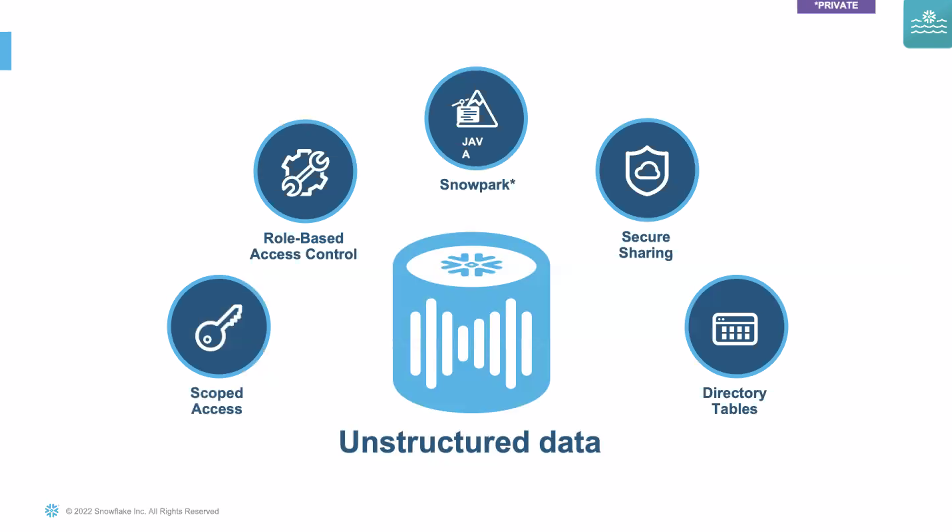 *PRIVATE
JAV
A
Snowpark*
Role-Based
Access Control
Secure
Sharing
Scoped
Access
Directory
Tables
Unstructured data
© 2022 Snowflake Inc. All Rights Reserved